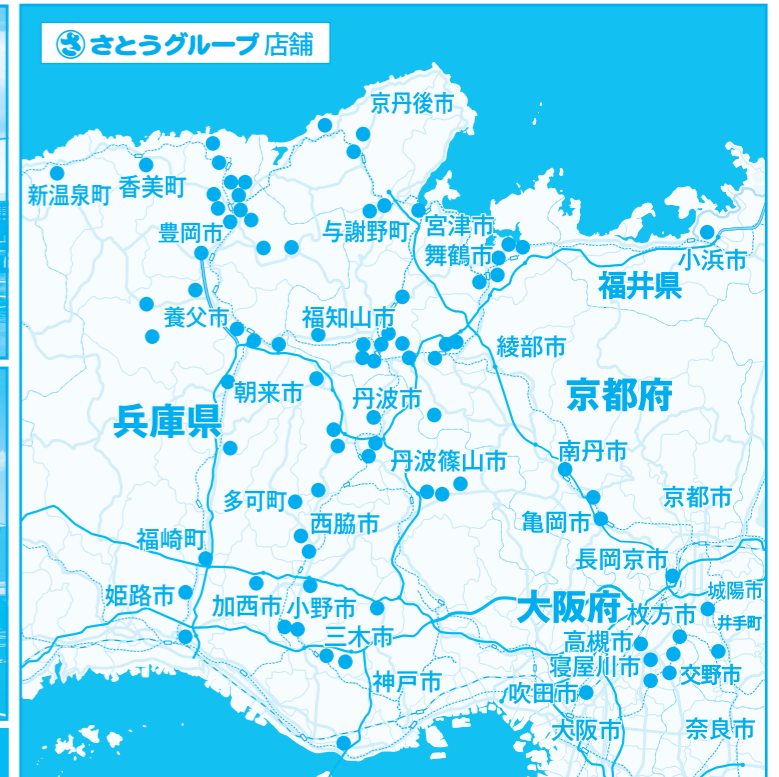 さ さとうグループ 店舗
京丹後市
新温泉町
香美町
豊岡市
与謝野町
宮津市
舞鶴市
小浜市
福井県
養父市
福知山市
綾部市
朝来市
丹波市
京都府
兵庫県
丹波篠山市
南丹市
多可町
西脇市
京都市
亀岡市
福崎町
長岡京市
姫路市
加西市
小野市
大阪府
枚方市
城陽市
井手町
三木市
高槻市
寝屋川市
交野市
神戸市
吹田市
大阪市
奈良市